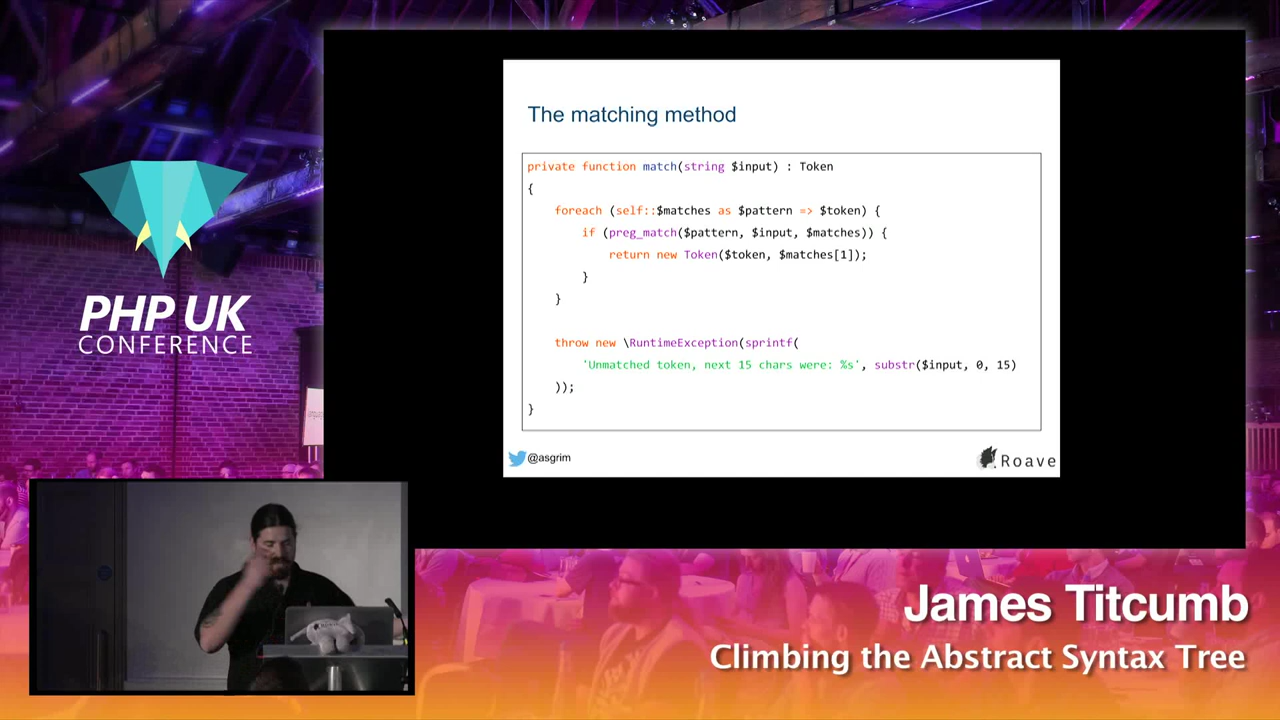 The matching method
private function match(string $input) : Token
{
foreach (self::$matches as $pattern => $token) {
if (preg_match($pattern, $input, $matches)) {
return new Token($token, $matches[1]);
}
}
throw new \RuntimeException(sprintf(
'Unmatched token, next 15 chars were: %s', substr($input, 0, 15)
));
}
@asgrim
Roave
PHP UK
CONFERENCE
James Titcumb
Climbing the Abstract Syntax Tree